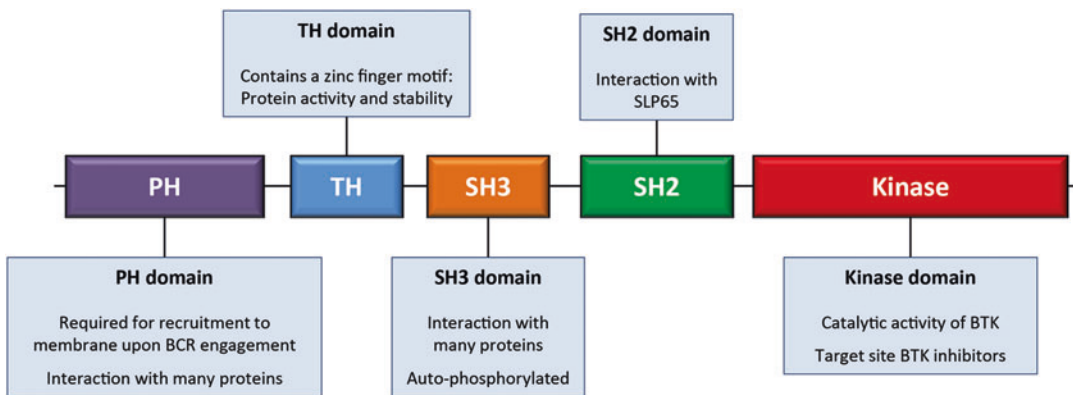 TH domain
Contains a zinc finger motif:
Protein activity and stability
SH2 domain
Interaction with
SLP65
PH
TH
SH3
SH2
Kinase
PH domain
Required for recruitment to
membrane upon BCR engagement
Interaction with many proteins
SH3 domain
Interaction with
many proteins
Auto-phosphorylated
Kinase domain
Catalytic activity of BTK
Target site BTK inhibitors